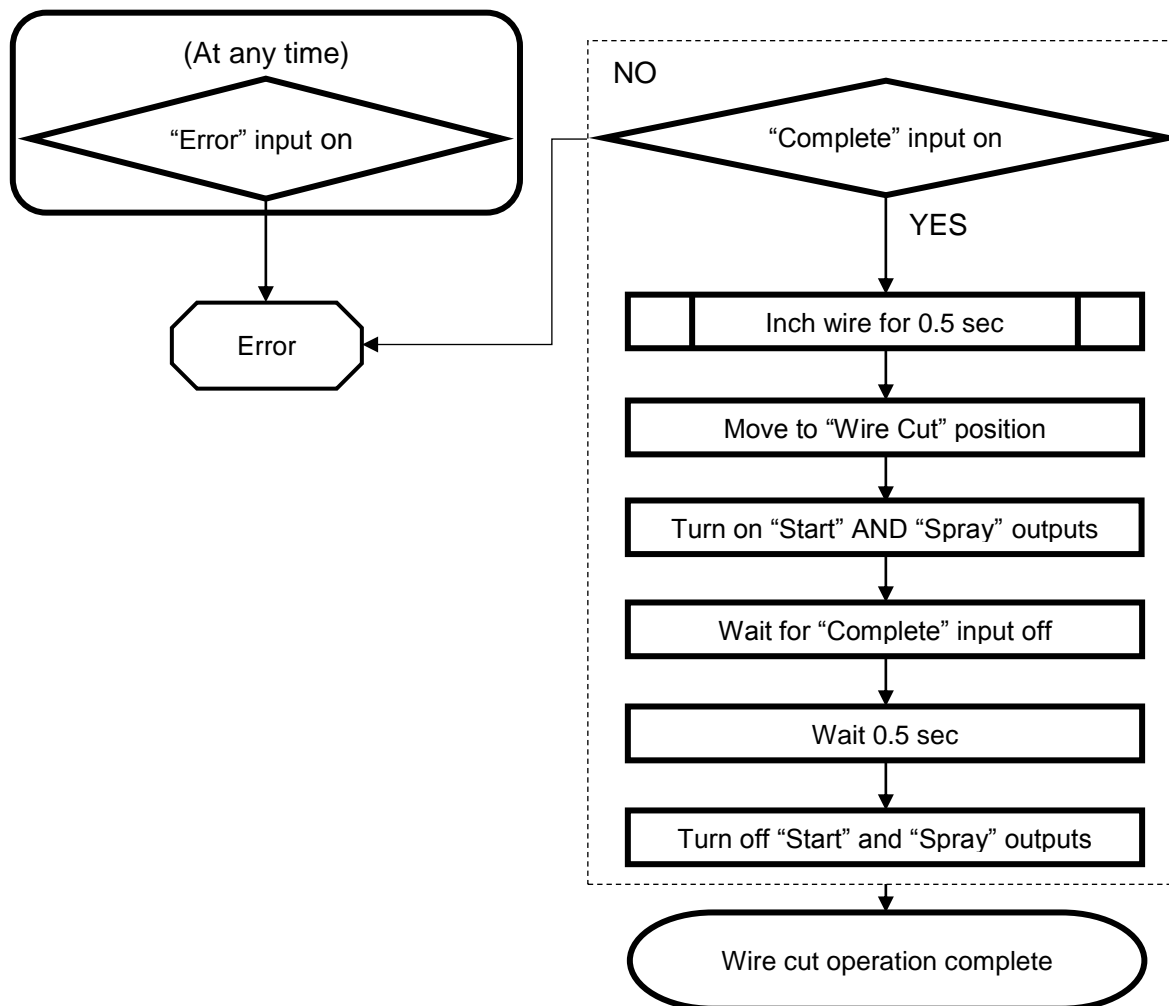 (At any time)
“Error” input on
Error
NO
“Complete” input on
YES
Inch wire for 0.5 sec
Move to “Wire Cut” position
Turn on “Start” AND “Spray” outputs
Wait for “Complete” input off
Wait 0.5 sec
Turn off “Start” and “Spray” outputs
Wire cut operation complete